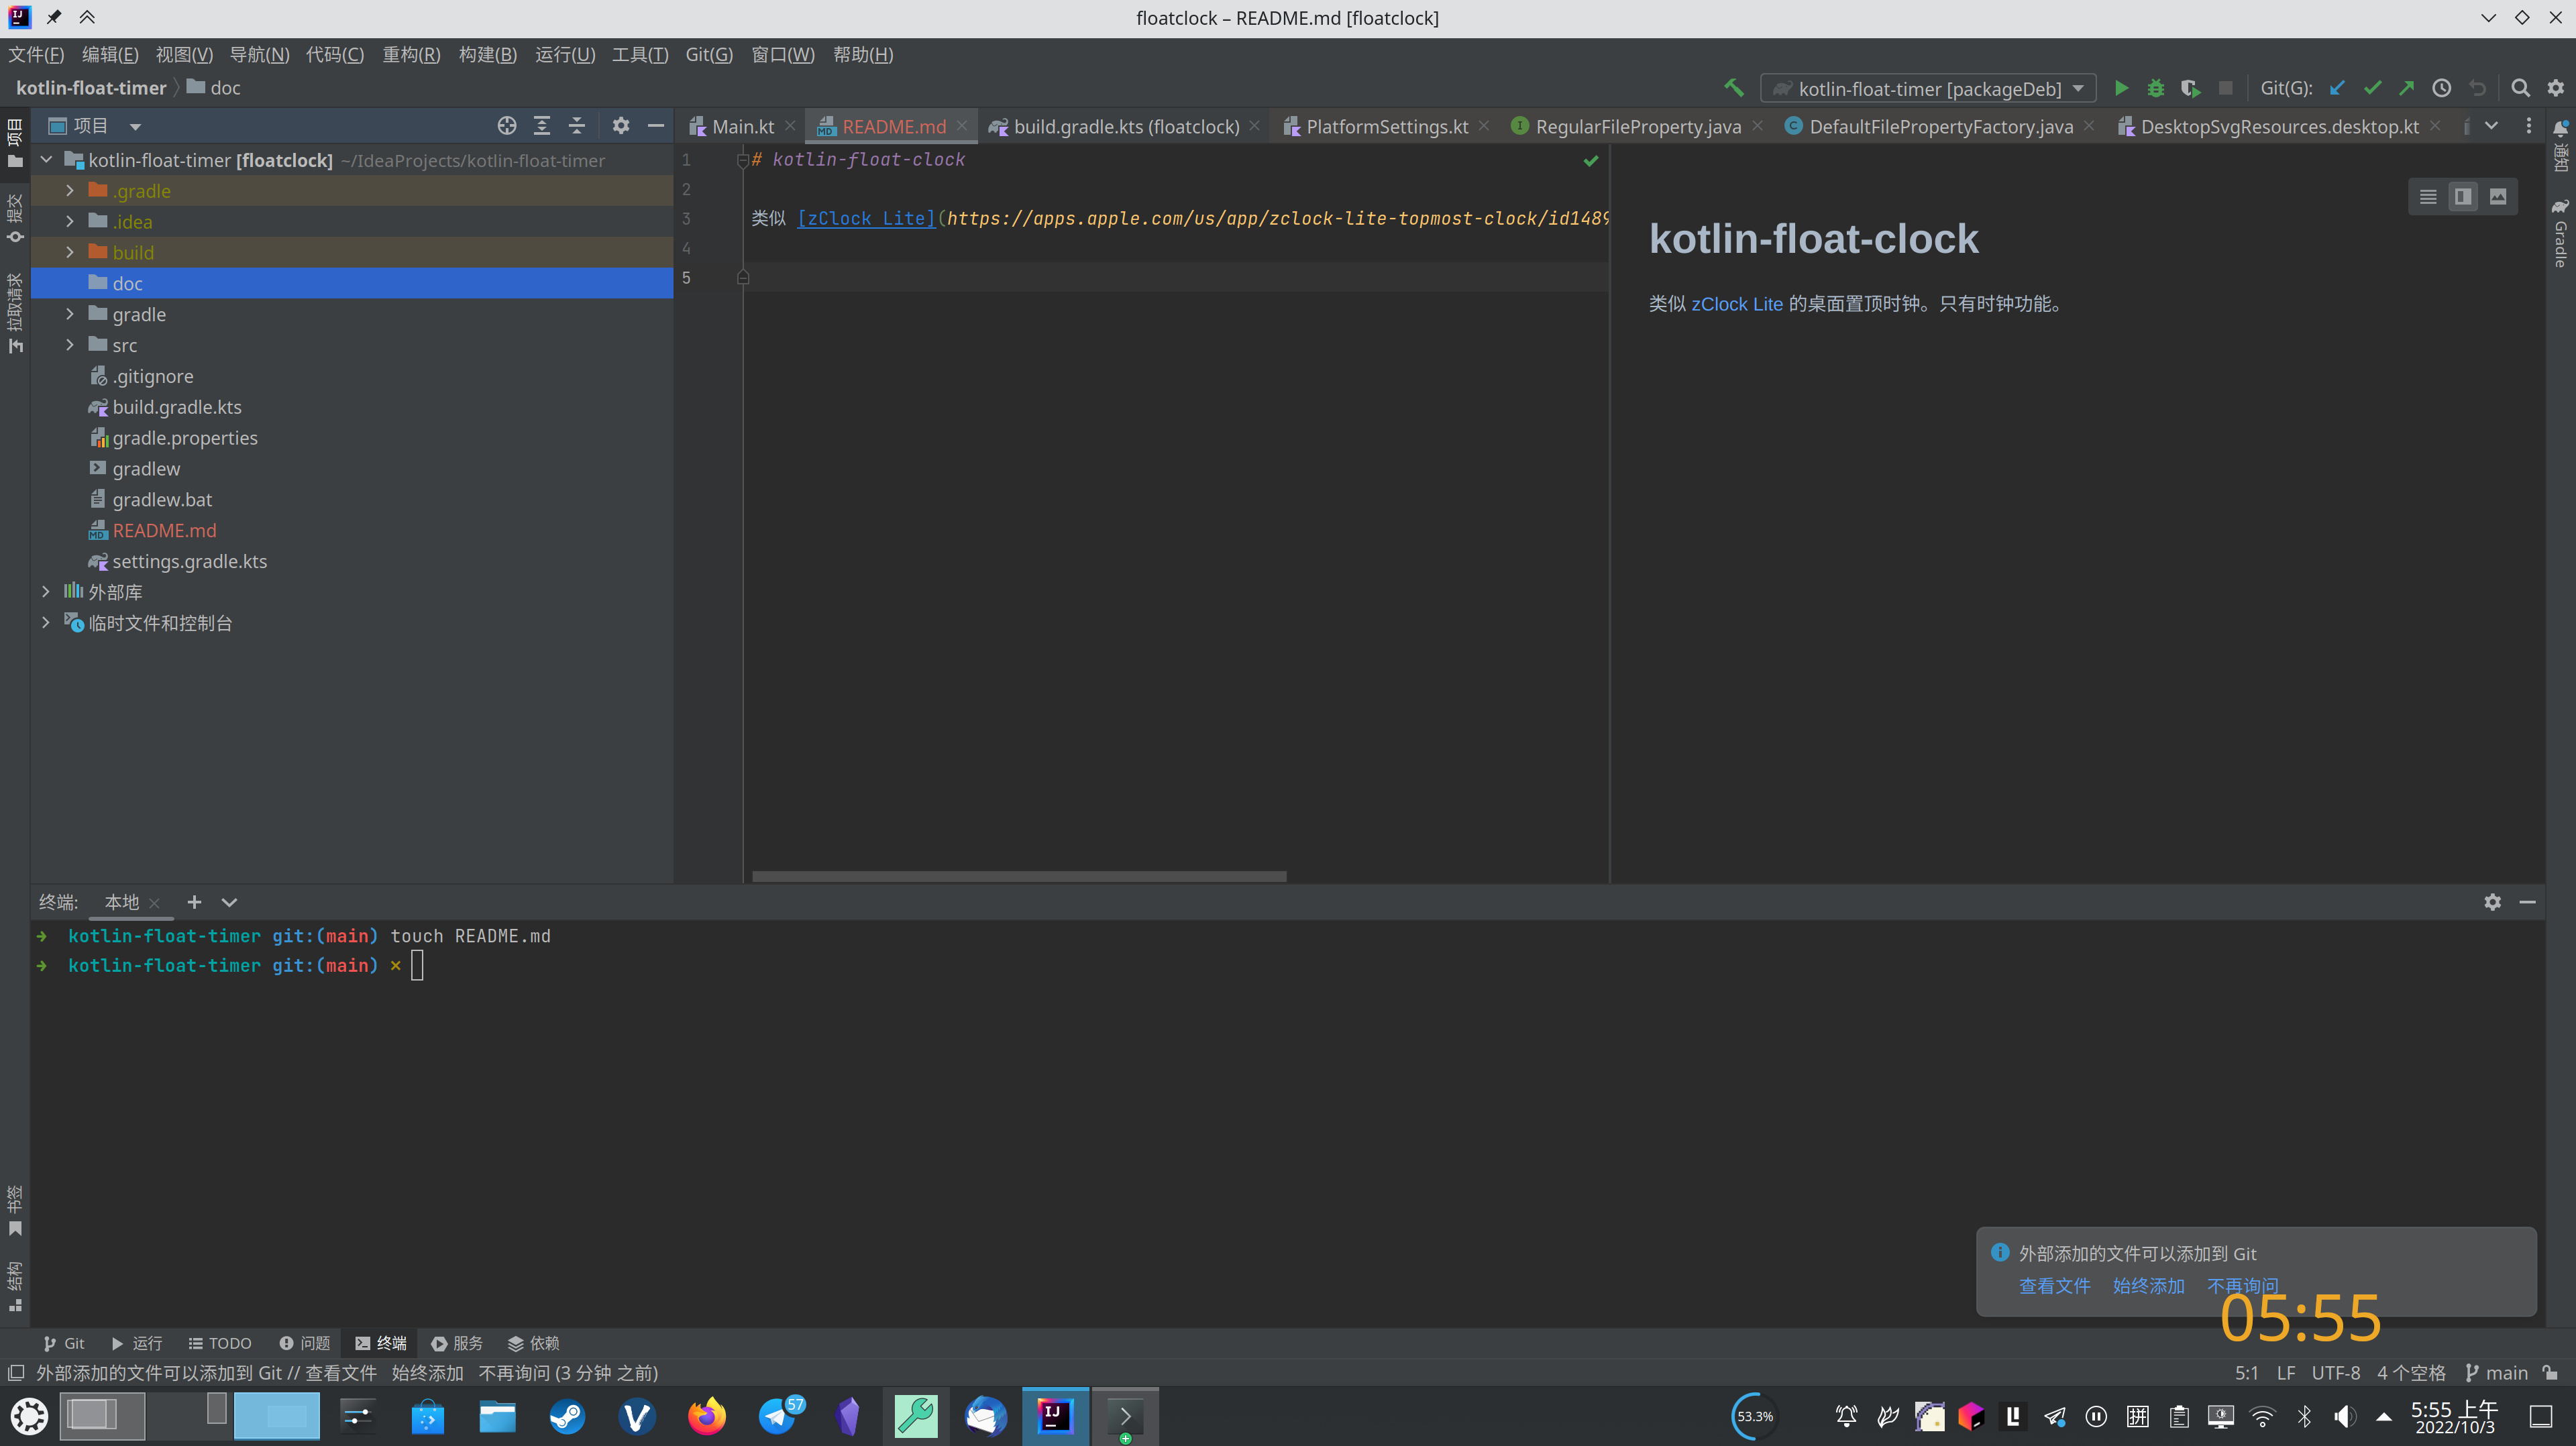 floatclock – README.md [floatclock]
文件(F) 编辑(E) 视图(V) 导航(N) 代码(C) 重构(R) 构建(B) 运行(U) 工具(T) Git(G) 窗口(W) 帮助(H)
kotlin-float-timer doc
kotlin-float-timer [packageDeb] Git(G):
项目
Main.kt README.md build.gradle.kts (floatclock) PlatformSettings.kt RegularFileProperty.java DefaultFilePropertyFactory.java DesktopSvgResources.desktop.kt
项目
提交
拉取请求
kotlin-float-timer [floatclock] ~/IdeaProjects/kotlin-float-timer
.gradle
.idea
build
doc
gradle
src
.gitignore
build.gradle.kts
gradle.properties
gradlew
gradlew.bat
README.md
settings.gradle.kts
外部库
临时文件和控制台
1 # kotlin-float-clock
2
3 类似 [zClock Lite](https://apps.apple.com/us/app/zclock-lite-topmost-clock/id1489
4
5
kotlin-float-clock
类似 zClock Lite 的桌面置顶时钟。只有时钟功能。
通知
Gradle
终端: 本地
➜ kotlin-float-timer git:(main) touch README.md
➜ kotlin-float-timer git:(main) ✗
书签
结构
外部添加的文件可以添加到 Git
查看文件 始终添加 不再询问
05:55
Git 运行 TODO 问题 终端 服务 依赖
外部添加的文件可以添加到 Git // 查看文件 始终添加 不再询问 (3 分钟 之前)
5:1 LF UTF-8 4 个空格 main
57
53.3%
拼
5:55 上午
2022/10/3